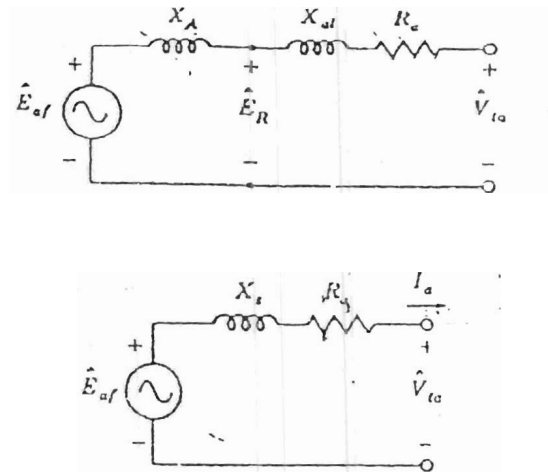 X_A X_al R_a
+ + +
Ê_af Ê_R V̂_ta
− − −
X_s R_a I_a
+ +
Ê_af V̂_ta
− −